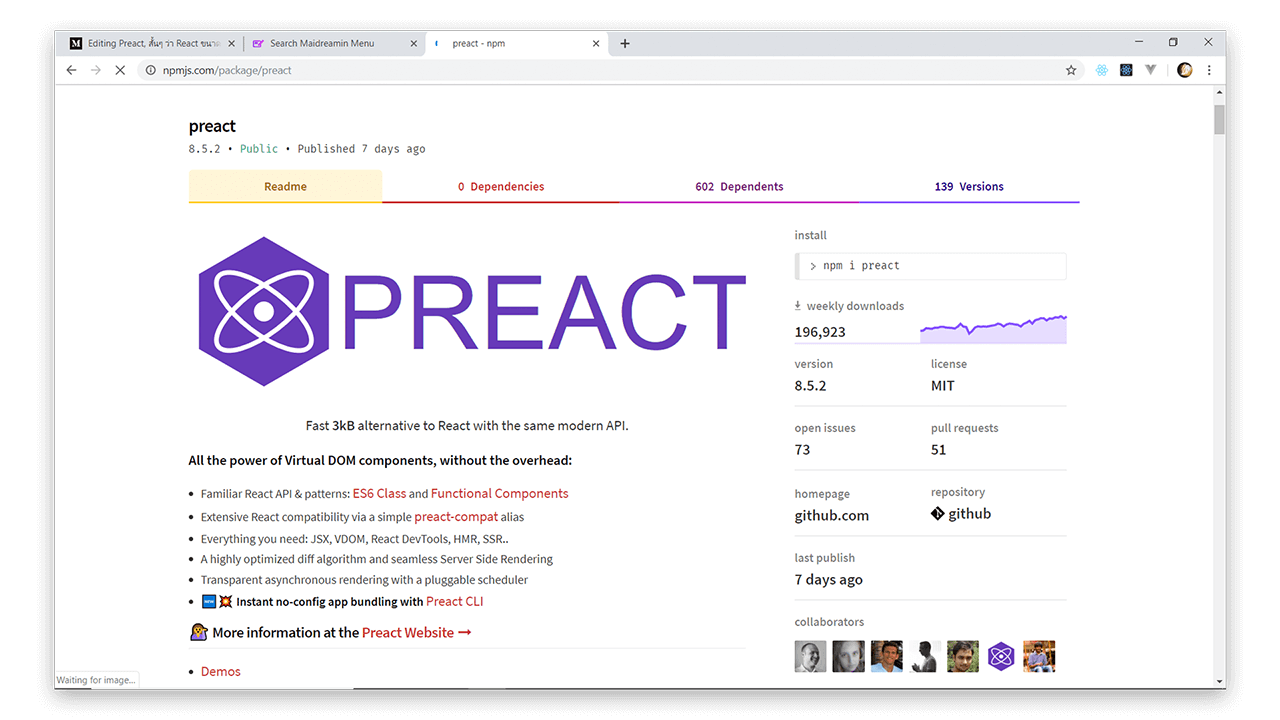 Editing Preact, สั้นๆ ว่า React ขนาด
Search Maidreamin Menu
preact - npm
npmjs.com/package/preact
preact
8.5.2 • Public • Published 7 days ago
Readme
0 Dependencies
602 Dependents
139 Versions
PREACT
Fast 3kB alternative to React with the same modern API.
All the power of Virtual DOM components, without the overhead:
• Familiar React API & patterns: ES6 Class and Functional Components
• Extensive React compatibility via a simple preact-compat alias
• Everything you need: JSX, VDOM, React DevTools, HMR, SSR..
• A highly optimized diff algorithm and seamless Server Side Rendering
• Transparent asynchronous rendering with a pluggable scheduler
• 🆕💥 Instant no-config app bundling with Preact CLI
💁 More information at the Preact Website ➞
• Demos
install
> npm i preact
weekly downloads
196,923
version
license
8.5.2
MIT
open issues
pull requests
73
51
homepage
repository
github.com
github
last publish
7 days ago
collaborators
Waiting for image...